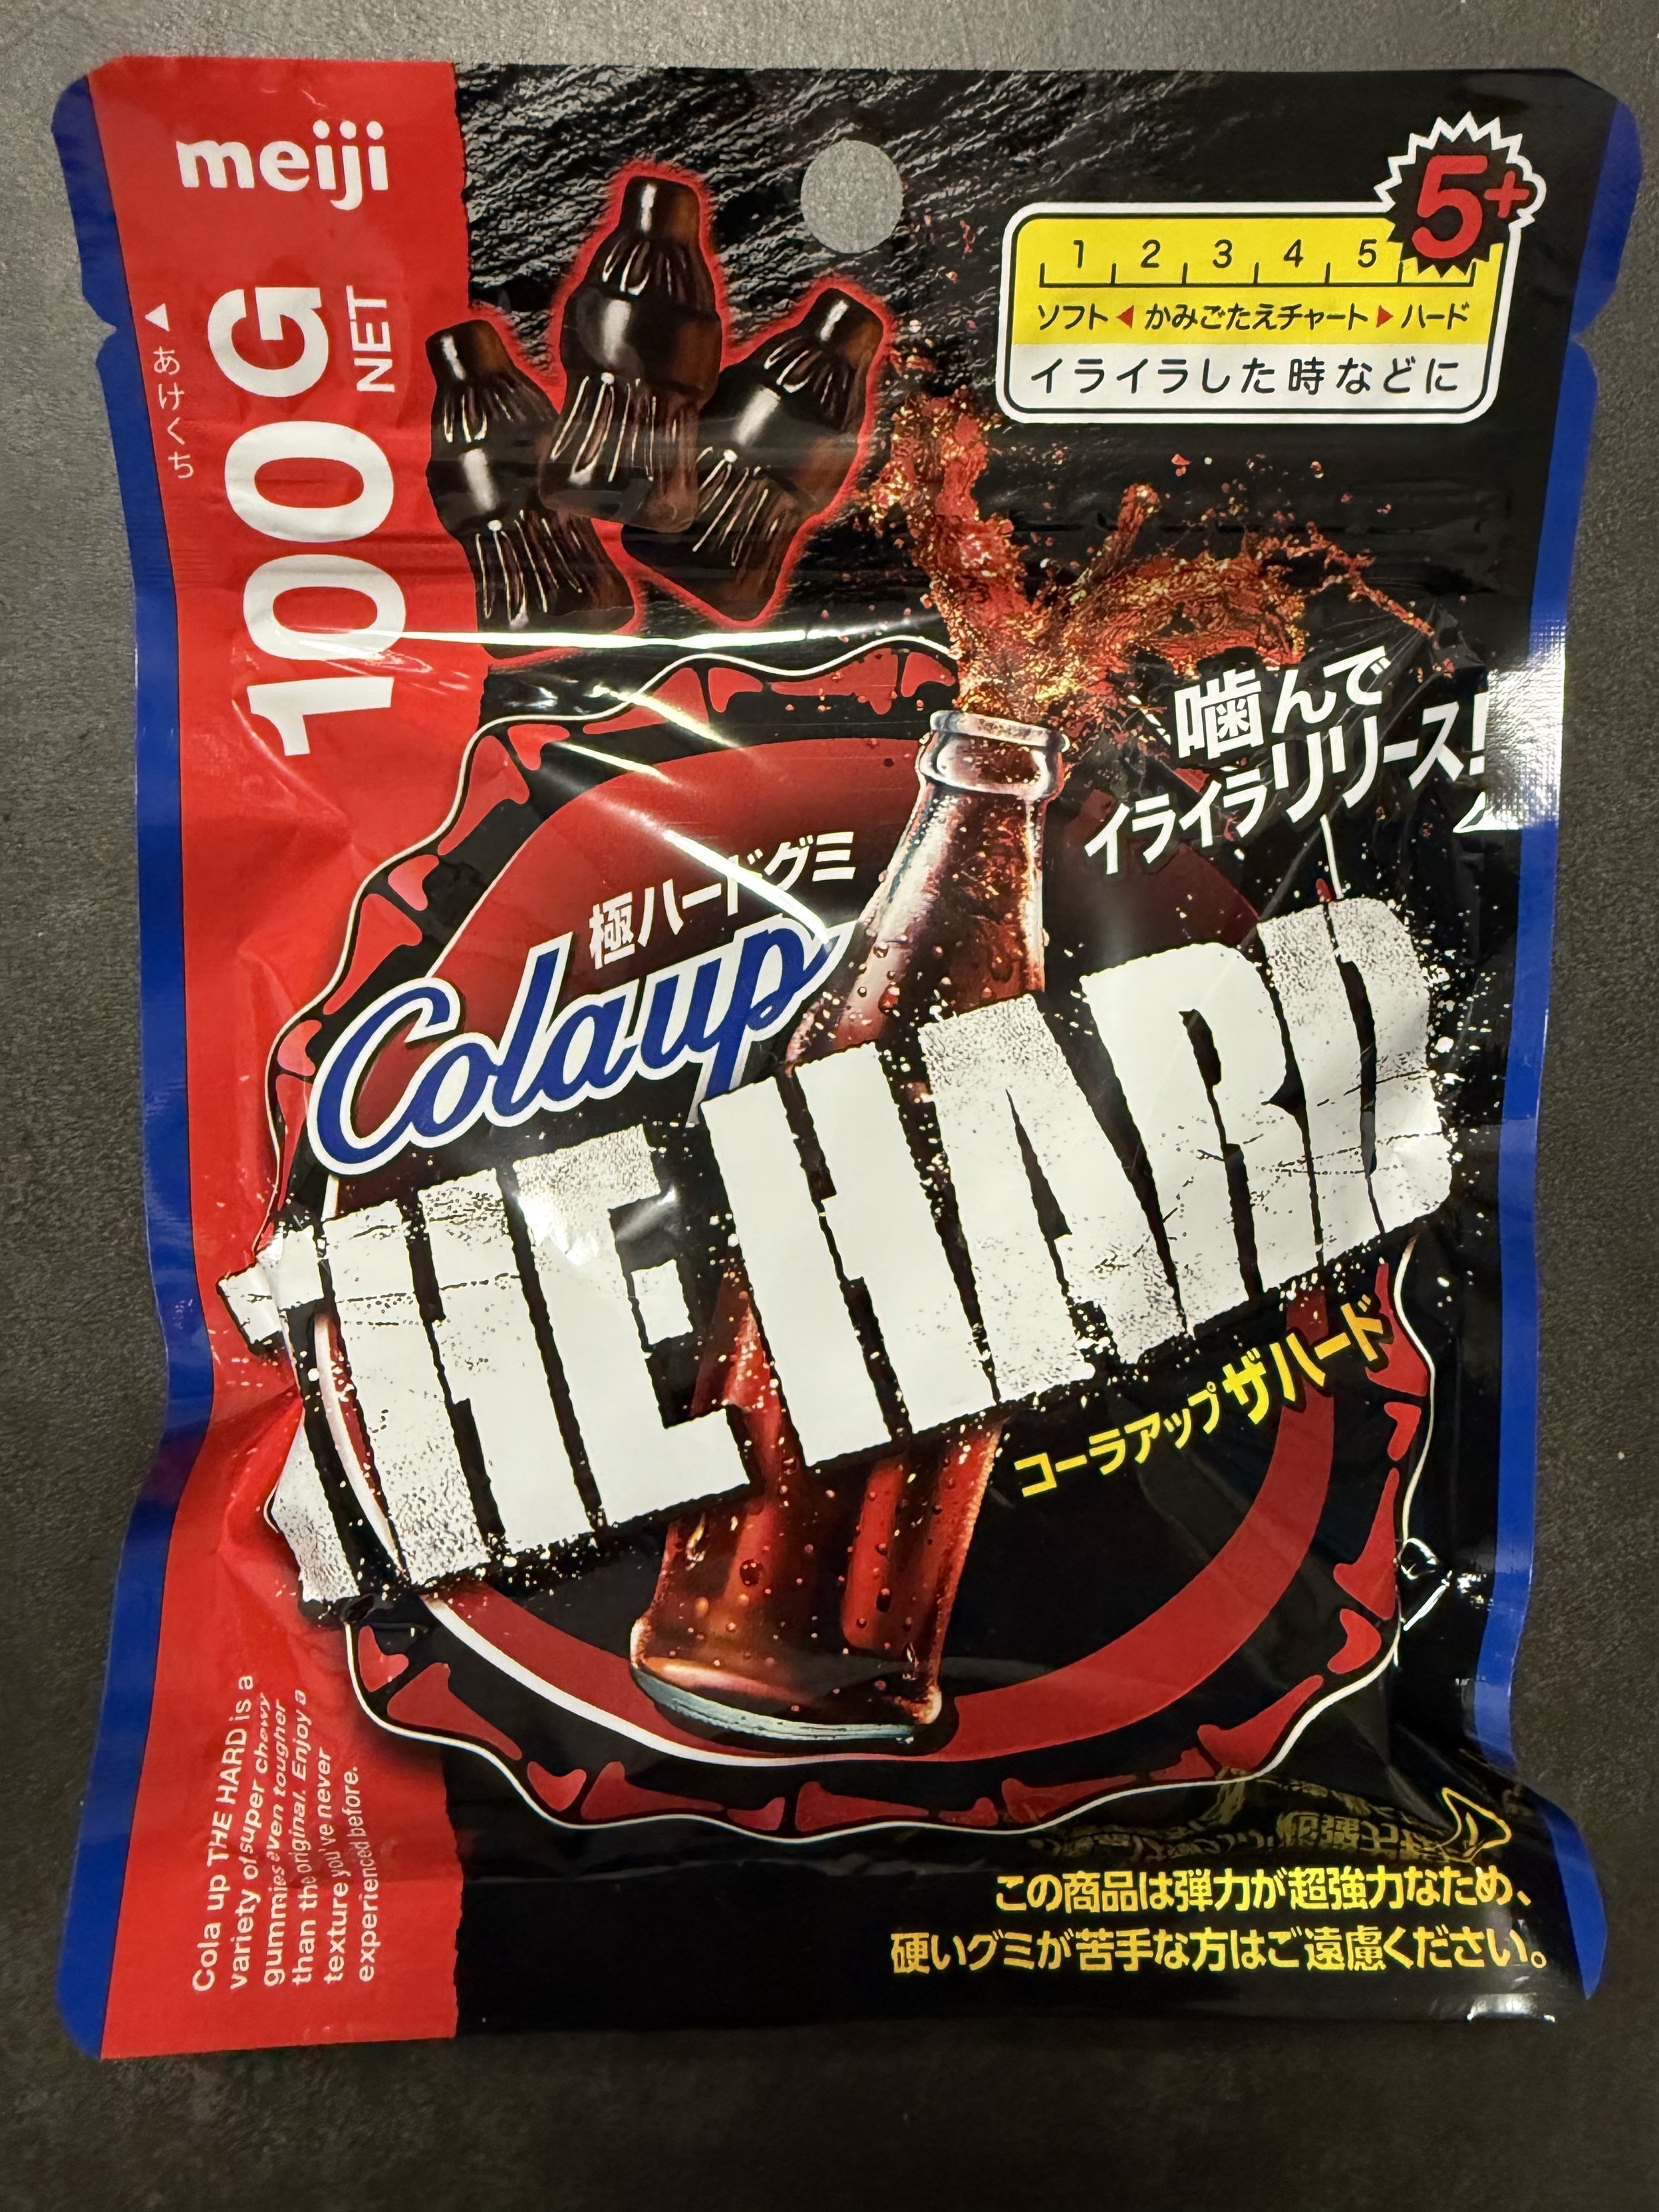 meiji
100G
NET
あけくち
5+
1 2 3 4 5
ソフト かみごたえチャート ハード
イライラした時などに
噛んで
イライラリリース!
極ハードグミ
Colaup
THE HARD
コーラアップ ザハード
Cola up THE HARD is a
variety of super chewy
gummies even tougher
than the original. Enjoy a
texture you've never
experienced before.
この商品は弾力が超強力なため、
硬いグミが苦手な方はご遠慮ください。